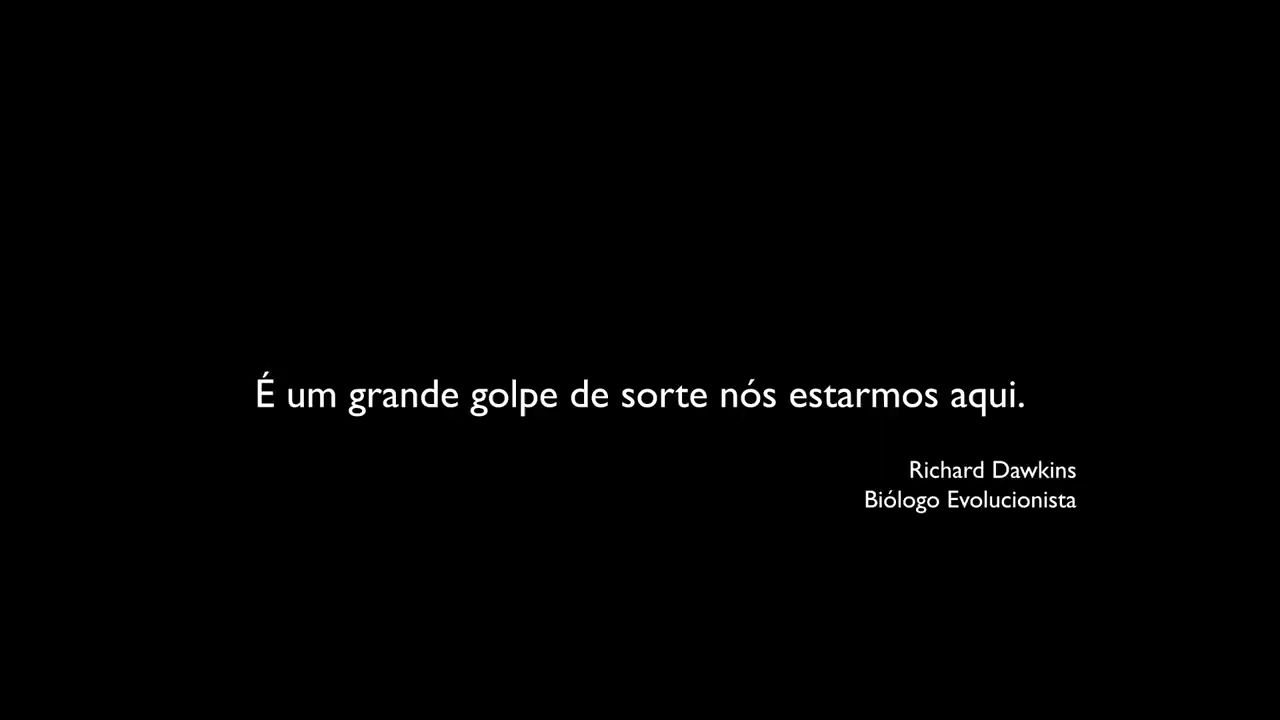 É um grande golpe de sorte nós estarmos aqui.
Richard Dawkins
Biólogo Evolucionista